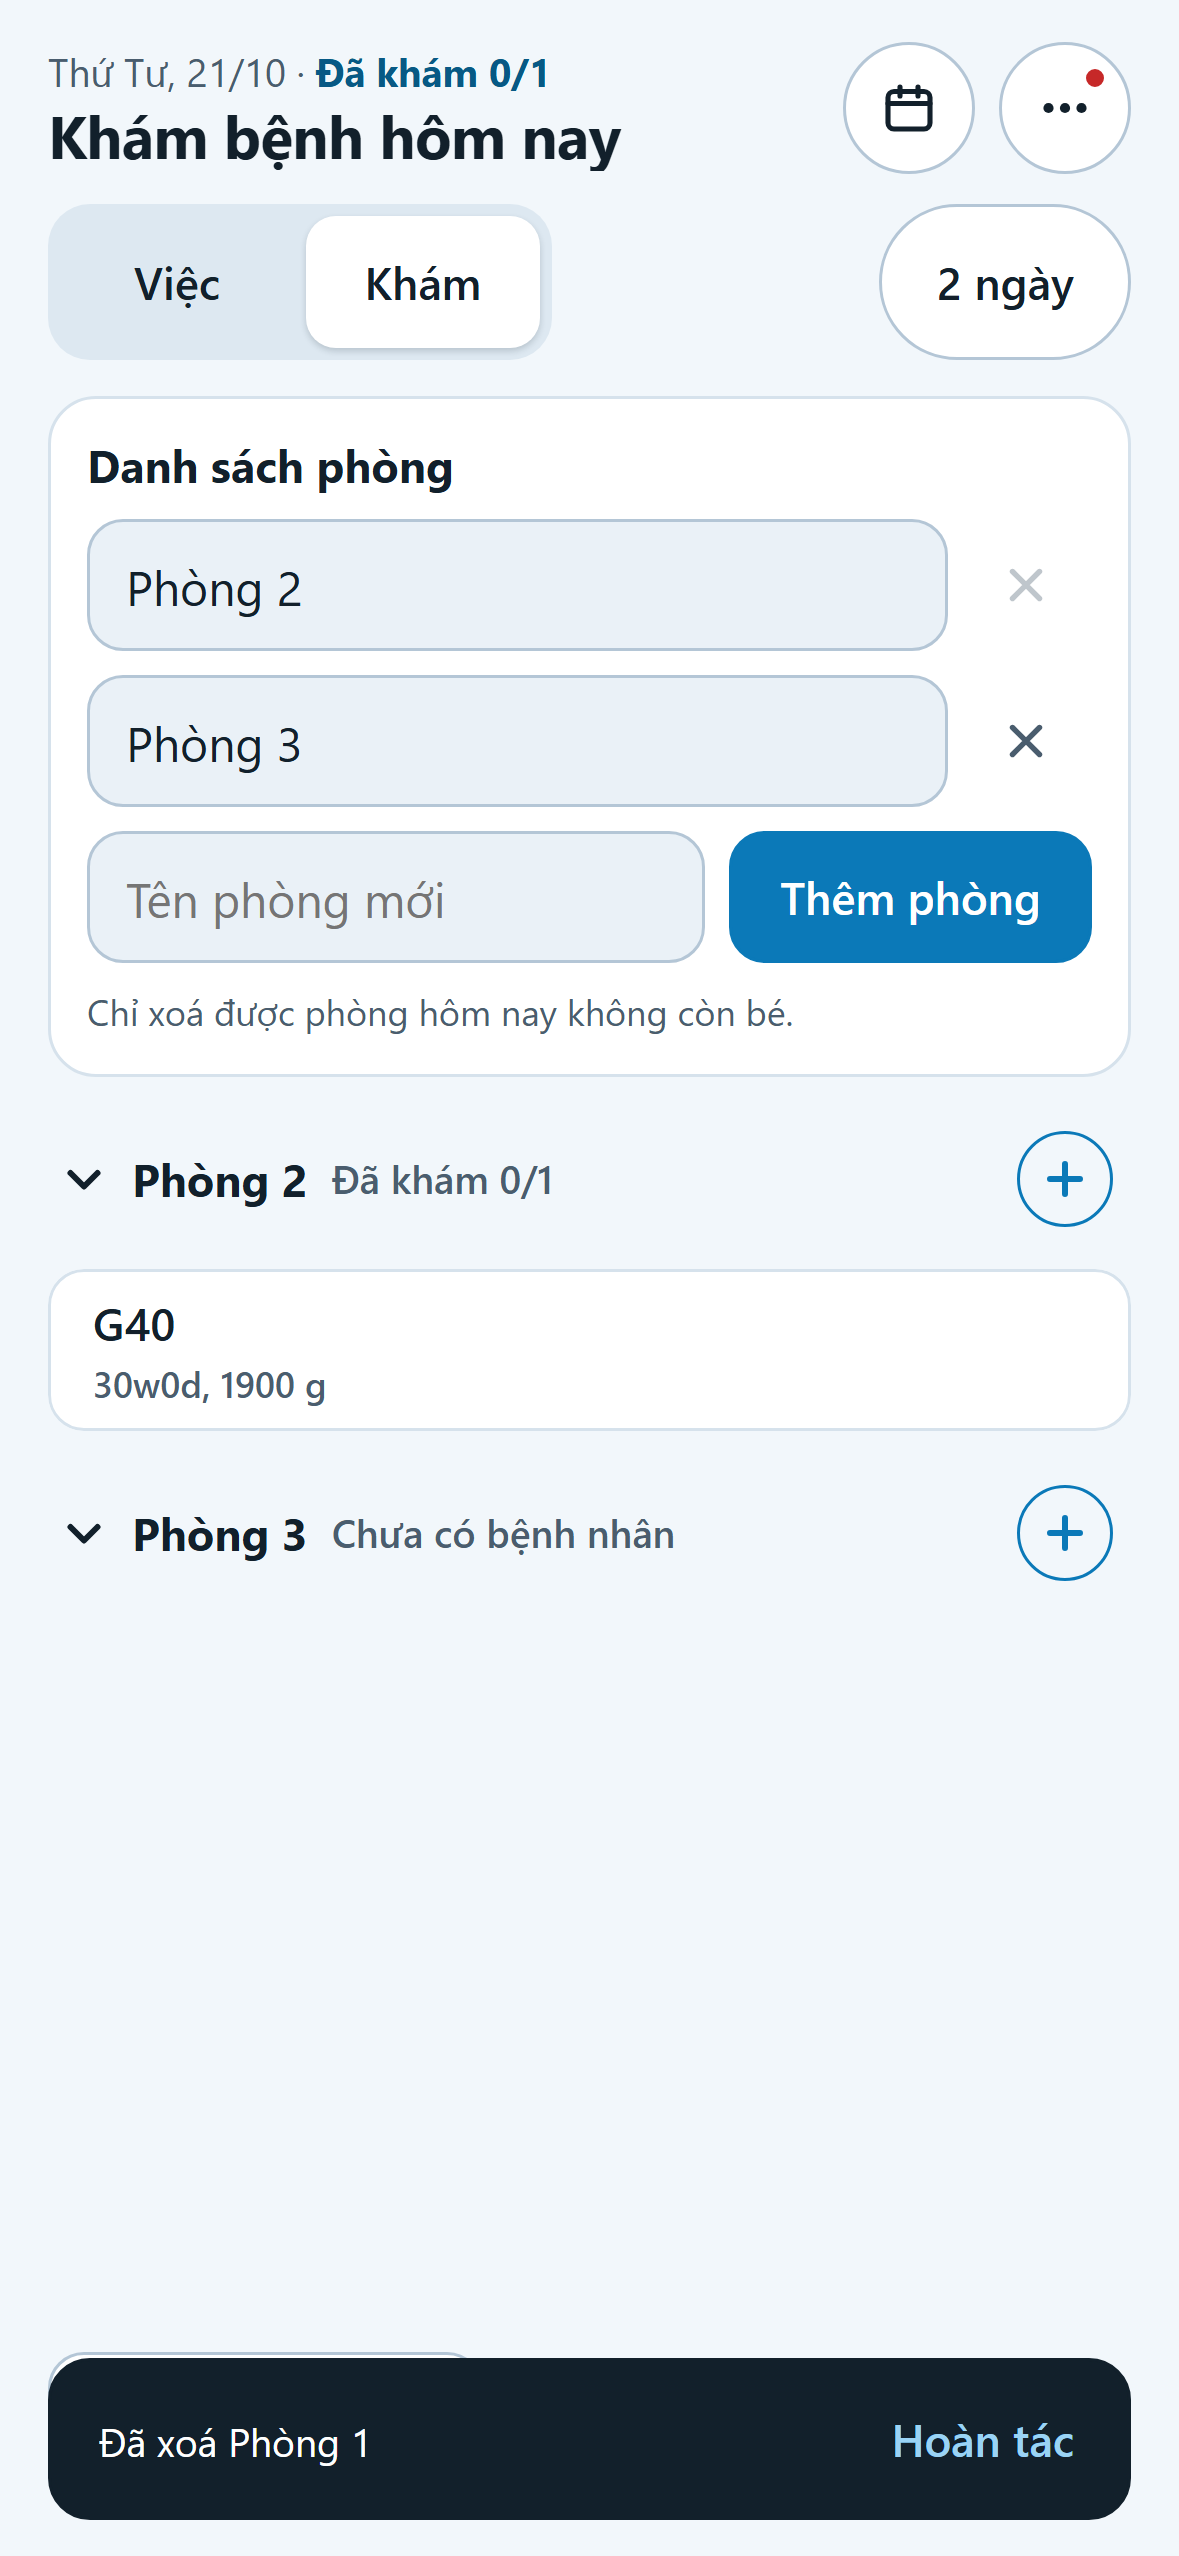 Thứ Tư, 21/10 · Đã khám 0/1
Khám bệnh hôm nay
Việc
Khám
2 ngày
Danh sách phòng
Phòng 2
Phòng 3
Tên phòng mới
Thêm phòng
Chỉ xoá được phòng hôm nay không còn bé.
Phòng 2 Đã khám 0/1
G40
30w0d, 1900 g
Phòng 3 Chưa có bệnh nhân
Đã xoá Phòng 1
Hoàn tác